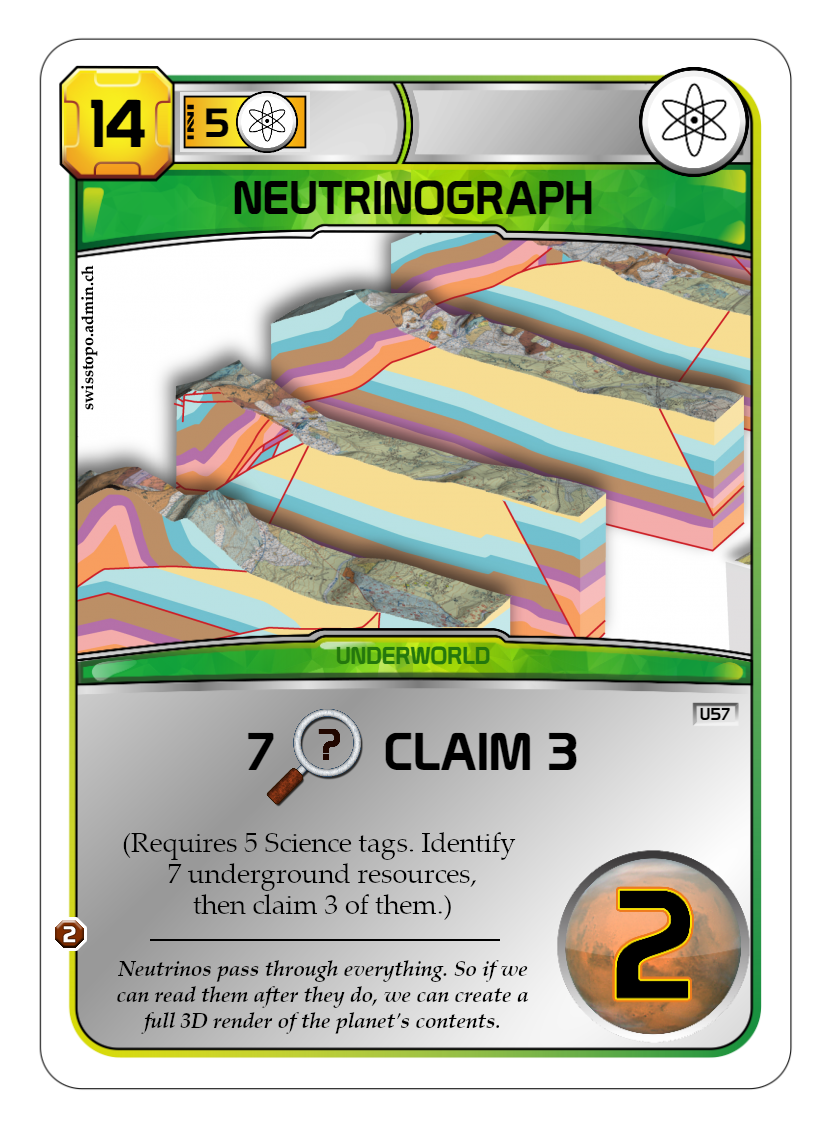 14
5
NEUTRINOGRAPH
swisstopo.admin.ch
UNDERWORLD
U57
7 ? CLAIM 3
(Requires 5 Science tags. Identify
7 underground resources,
then claim 3 of them.)
2
2
Neutrinos pass through everything. So if we
can read them after they do, we can create a
full 3D render of the planet's contents.